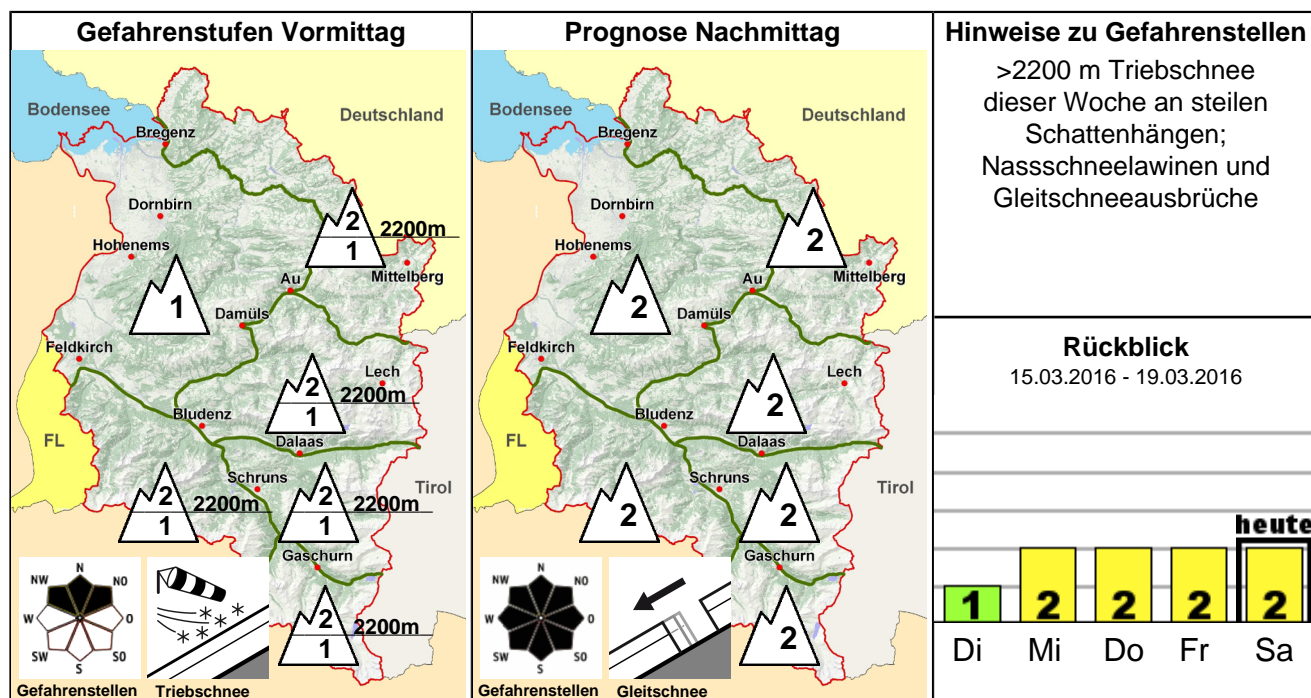 Gefahrenstufen Vormittag
Bodensee
Deutschland
Bregenz
Dornbirn
2
2200m
1
Hohenems
Mittelberg
Au
1
Damüls
Feldkirch
2
Lech
2200m
1
Bludenz
FL
Dalaas
Schruns
Tirol
2
2200m
1
2
2200m
1
Gaschurn
2
2200m
1
N
NW
NO
W
O
SW
SO
S
Gefahrenstellen
Triebschnee
Prognose Nachmittag
Bodensee
Deutschland
Bregenz
Dornbirn
2
Hohenems
Mittelberg
Au
2
Damüls
Feldkirch
Lech
2
Bludenz
FL
Dalaas
Schruns
Tirol
2
2
Gaschurn
2
N
NW
NO
W
O
SW
SO
S
Gefahrenstellen
Gleitschnee
Hinweise zu Gefahrenstellen
>2200 m Triebschnee
dieser Woche an steilen
Schattenhängen;
Nassschneelawinen und
Gleitschneeausbrüche
Rückblick
15.03.2016 - 19.03.2016
heute
1 2 2 2 2
Di Mi Do Fr Sa